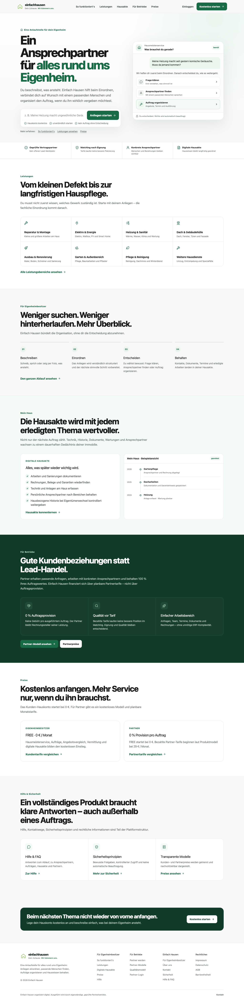 einfachhausen
Dein Zuhause. Wir kümmern uns.
So funktioniert's
Leistungen
Hausakte
Für Betriebe
Preise
Einloggen
Kostenlos starten →
Eine Anlaufstelle für dein Eigenheim
Ein
Ansprechpartner
für alles rund ums
Eigenheim.
Du beschreibst, was ansteht. Einfach Hausen hilft beim Einordnen,
verbindet dich auf Wunsch mit einem passenden Menschen und
organisiert den Auftrag, wenn du ihn wirklich vergeben möchtest.
z. B. Meine Heizung macht ungewöhnliche Gerä
Anliegen starten →
Hauskonto kostenlos
unverbindlich starten
kein Auftrag ohne Entscheidung
Mehr erfahren:
So funktioniert's
Leistungen ansehen
Preise
Hausmeisterservice
Was brauchst du gerade?
bereit
Meine Heizung macht seit gestern komische Geräusche.
Muss da jemand kommen?
Wir helfen dir zuerst beim Einordnen. Danach entscheidest du, wie es weitergeht.
Frage klären
Erst verstehen, was sinnvoll ist
Ansprechpartner finden
Mit einem passenden Menschen sprechen
Auftrag organisieren
Angebote, Termin und Ausführung
Du entscheidest. Nichts wird automatisch beauftragt.
Geprüfte Vertragspartner
Kein offener Lead-Marktplatz
Matching nach Eignung
Tarife kaufen keine bessere Platzierung
Konkrete Ansprechpartner
Menschen und Beziehungen bleiben
sichtbar
Digitale Hausakte
Hauswissen bleibt langfristig geordnet
Leistungen
Vom kleinen Defekt bis zur
langfristigen Hauspflege.
Du musst nicht zuerst wissen, welches Gewerk zuständig ist. Starte mit deinem Anliegen – die
fachliche Einordnung kommt danach.
Reparatur & Montage
Kleine und größere Arbeiten am Haus
Elektro & Energie
Elektro, Wallbox, PV und Smart Home
Heizung & Sanitär
Wärme, Wasser, Klima und Wartung
Dach & Gebäudehülle
Dach, Fenster, Türen und Fassade
Ausbau & Renovierung
Maler, Boden, Schreiner und Sanierung
Garten & Außenbereich
Pflege, Baumarbeiten und Pflaster
Pflege & Reinigung
Reinigung, Dachrinne und Winterdienst
Weitere Hausdienste
Umzug, Entrümpelung und Spezialfälle
Alle Leistungsbereiche ansehen →
Für Eigenheimbesitzer
Weniger suchen. Weniger
hinterherlaufen. Mehr Überblick.
Einfach Hausen bündelt die Organisation, ohne dir die Entscheidung abzunehmen.
01
Beschreiben
Schreib, sprich oder zeig per Foto, was
ansteht.
02
Einordnen
Das Anliegen wird verständlich strukturiert
und der nächste sinnvolle Schritt vorbereitet.
03
Entscheiden
Du wählst bewusst: Frage klären,
Ansprechpartner finden oder Auftrag
organisieren.
04
Behalten
Kontakte, Dokumente, Termine und erledigte
Arbeiten landen in deiner Hausakte.
Den ganzen Ablauf ansehen →
Mein Haus
Die Hausakte wird mit jedem
erledigten Thema wertvoller.
Nicht nur der nächste Auftrag zählt. Technik, Historie, Dokumente, Wartungen und Ansprechpartner
wachsen zu einem dauerhaften Gedächtnis deiner Immobilie.
DIGITALE HAUSAKTE
Alles, was später wieder wichtig wird.
Arbeiten und Sanierungen dokumentieren
Rechnungen, Belege und Garantien wiederfinden
Technik und Anlagen am Haus erfassen
Persönliche Ansprechpartner nach Bereichen behalten
Hausbezogene Historie bei Eigentümerwechsel kontrolliert
weitergeben
Hausakte kennenlernen →
Mein Haus · Beispielansicht
geordnet
2026
Gartenpflege
Ansprechpartner und Rechnung abgelegt
2025
Dacharbeiten
Dokumentation und Garantiehinweis gespeichert
2024
Heizung
Anlage erfasst · Wartung planbar
Für Betriebe
Gute Kundenbeziehungen statt
Lead-Handel.
Partner erhalten passende Anfragen, arbeiten mit konkreten Ansprechpartnern und behalten 100 %
ihres Auftragswertes. Einfach Hausen finanziert sich über planbare Partnertarife – nicht über
Auftragsprovision.
0 % Auftragsprovision
Keine Gebühr pro ausgeführtem Auftrag. Der Partner
bleibt Rechnungssteller seiner Leistung.
Qualität vor Tarif
Bezahlte Tarife kaufen keine bessere Position im
Matching. Eignung und Qualität bleiben
entscheidend.
Einfacher Arbeitsbereich
Anfragen, Team, Termine, Dokumente und
Rechnungen – ohne unnötige ERP-Komplexität.
Partner-Modell ansehen →
Partnerpreise
Preise
Kostenlos anfangen. Mehr Service
nur, wenn du ihn brauchst.
Das Kunden-Hauskonto startet bei 0 €. Für Partner gibt es ein kostenloses Modell und planbare
Monatstarife.
EIGENHEIMBESITZER
FREE · 0 € / Monat
Hausmeisterservice, Aufträge, Angebotsvergleich, Vermittlung und
digitale Hausakte bilden den kostenlosen Einstieg.
Kundentarife vergleichen →
PARTNER
0 % Provision pro Auftrag
FREE startet bei 0 €. Bezahlte Partner-Tarife beginnen laut Produktmodell
bei 29 € / Monat.
Partnertarife vergleichen →
Hilfe & Sicherheit
Ein vollständiges Produkt braucht
klare Antworten – auch außerhalb
eines Auftrags.
Hilfe, Kontaktwege, Sicherheitsprinzipien und rechtliche Informationen sind Teil der Plattformstruktur.
Hilfe & FAQ
Antworten zum Ablauf, zu Ansprechpartnern,
Aufträgen, Hausakte und Partnern.
Zur Hilfe →
Sicherheitsprinzipien
Bewusste Freigaben, kontrollierter Zugriff und keine
automatische Beauftragung.
Mehr zur Sicherheit →
Transparente Modelle
Kunden- und Partnerpreise werden getrennt und
nachvollziehbar dargestellt.
Preise ansehen →
Beim nächsten Thema nicht wieder von vorne anfangen.
Lege dein Hauskonto kostenlos an und beschreibe einfach, was bei deinem Eigenheim ansteht.
Kostenlos starten →
einfachhausen
Dein Zuhause. Wir kümmern uns.
Eine Anlaufstelle für alles rund ums Eigenheim:
Anliegen einordnen, passende Menschen finden,
Aufträge organisieren und Hauswissen behalten.
© 2026 Einfach Hausen
Für Eigenheimbesitzer
So funktioniert's
Leistungen
Digitale Hausakte
Preise
Hilfe
Für Betriebe
Partner werden
Partner-Modelle
Qualitätsmodell
Partner-Login
Einfach Hausen
Für Eigenheimbesitzer
Über uns
Kontakt
Sicherheit
Hilfe & FAQ
Rechtliches
Impressum
Datenschutz
AGB
Barrierefreiheit
Einfach Hausen organisiert digital. Ausgeführt wird durch eigenständige, geprüfte Partnerbetriebe.
Kontakt